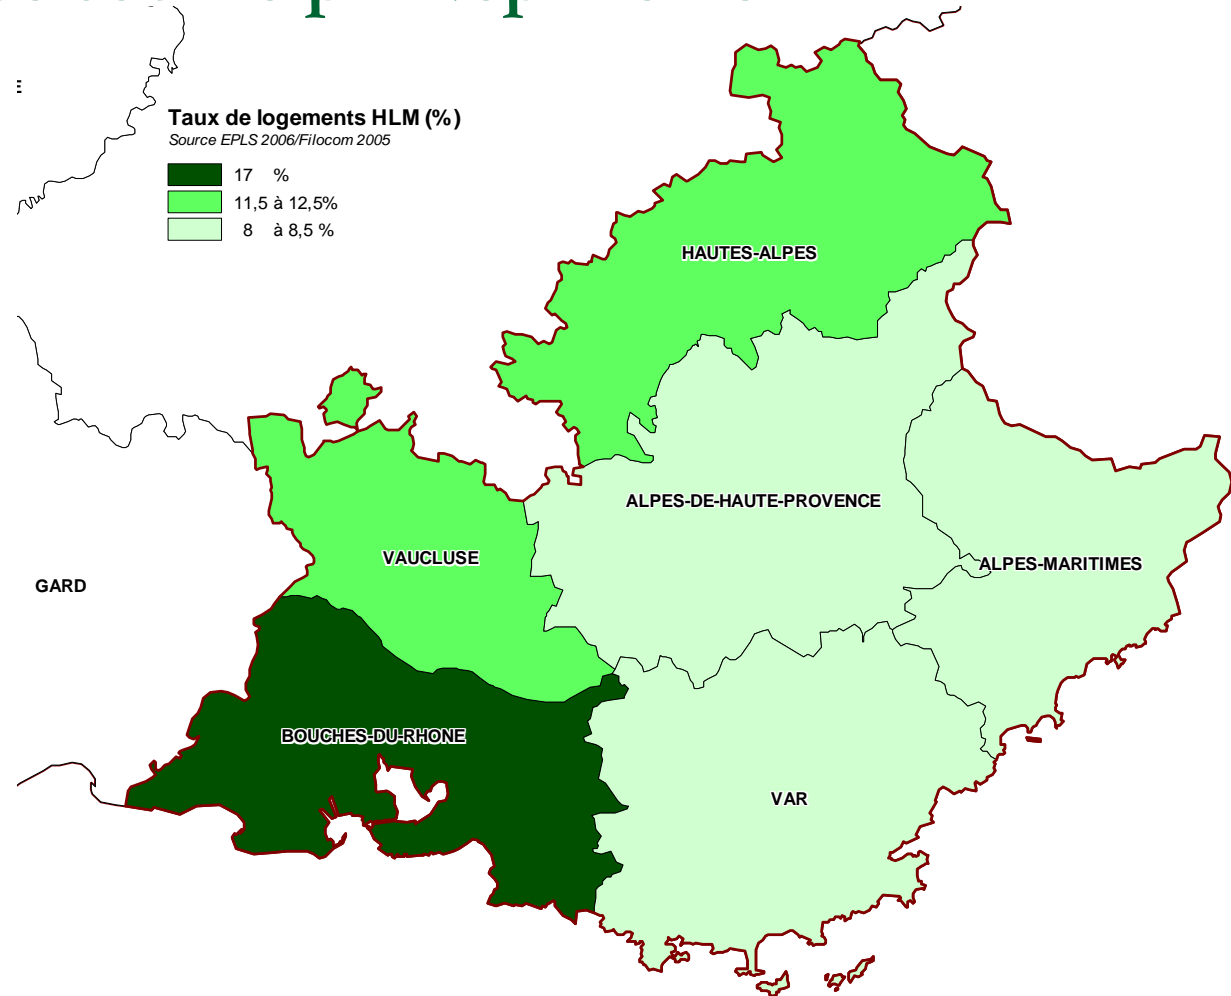 Taux de logements HLM (%)
Source EPLS 2006/Filocom 2005
17 %
11,5 à 12,5%
8 à 8,5 %
HAUTES-ALPES
ALPES-DE-HAUTE-PROVENCE
VAUCLUSE
ALPES-MARITIMES
GARD
BOUCHES-DU-RHONE
VAR